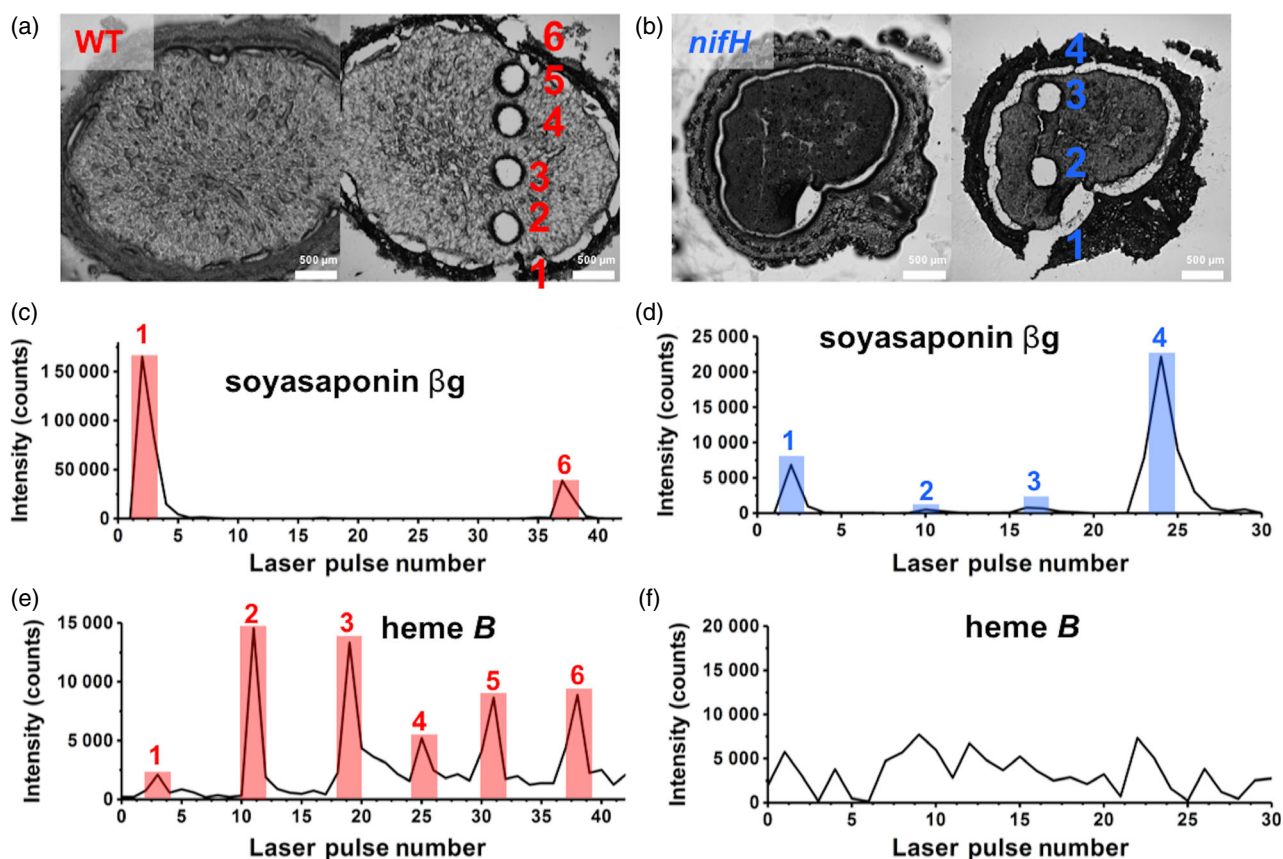 (a)
WT
6
5
4
3
2
1
500 µm
500 µm
(b)
nifH
4
3
2
1
500 µm
500 µm
(c)
soyasaponin βg
1
6
Intensity (counts)
150 000
100 000
50 000
0
0 5 10 15 20 25 30 35 40
Laser pulse number
(d)
soyasaponin βg
1
2
3
4
Intensity (counts)
25 000
20 000
15 000
10 000
5 000
0
0 5 10 15 20 25 30
Laser pulse number
(e)
heme B
1
2
3
4
5
6
Intensity (counts)
15 000
10 000
5 000
0
0 5 10 15 20 25 30 35 40
Laser pulse number
(f)
heme B
Intensity (counts)
20 000
15 000
10 000
5 000
0
0 5 10 15 20 25 30
Laser pulse number